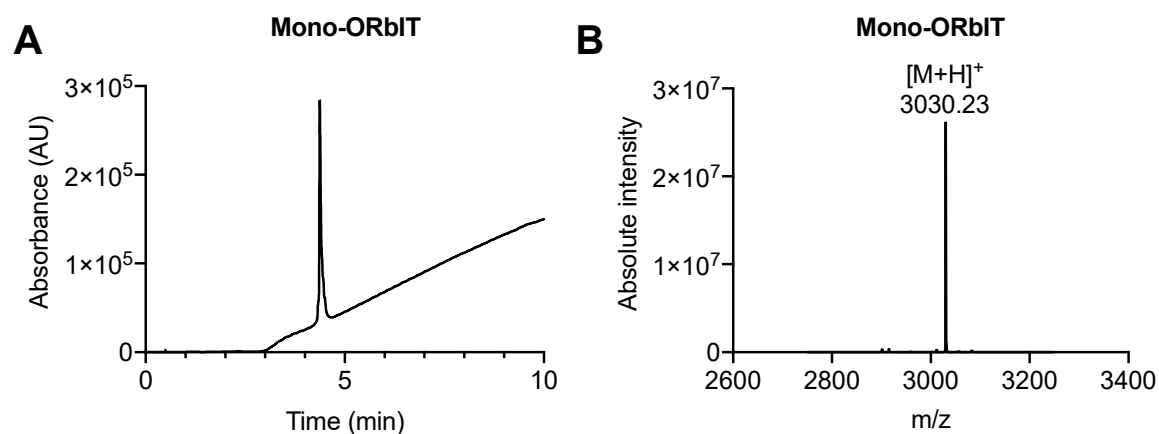 A
Mono-ORbIT
Absorbance (AU)
3×10⁵
2×10⁵
1×10⁵
0
0
5
10
Time (min)
B
Mono-ORbIT
[M+H]⁺
3030.23
Absolute intensity
3×10⁷
2×10⁷
1×10⁷
0
2600
2800
3000
3200
3400
m/z